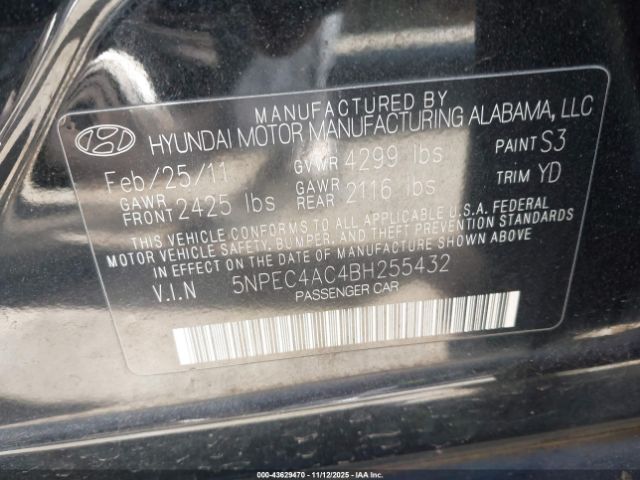 MANUFACTURED BY
HYUNDAI MOTOR MANUFACTURING ALABAMA, LLC
Feb/25/11 GVWR 4299 lbs PAINT S3
GAWR FRONT 2425 lbs GAWR REAR 2116 lbs TRIM YD
THIS VEHICLE CONFORMS TO ALL APPLICABLE U.S.A. FEDERAL
MOTOR VEHICLE SAFETY, BUMPER, AND THEFT PREVENTION STANDARDS
IN EFFECT ON THE DATE OF MANUFACTURE SHOWN ABOVE
V.I.N 5NPEC4AC4BH255432
PASSENGER CAR
000-43629470 - 11/12/2025 - COPART